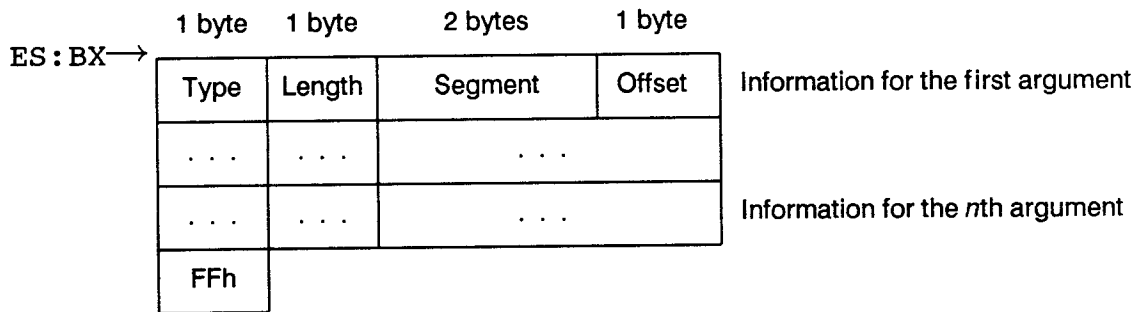 1 byte 1 byte 2 bytes 1 byte
ES:BX→
Type Length Segment Offset Information for the first argument
. . . . . . . . .
. . . . . . . . . Information for the nth argument
FFh